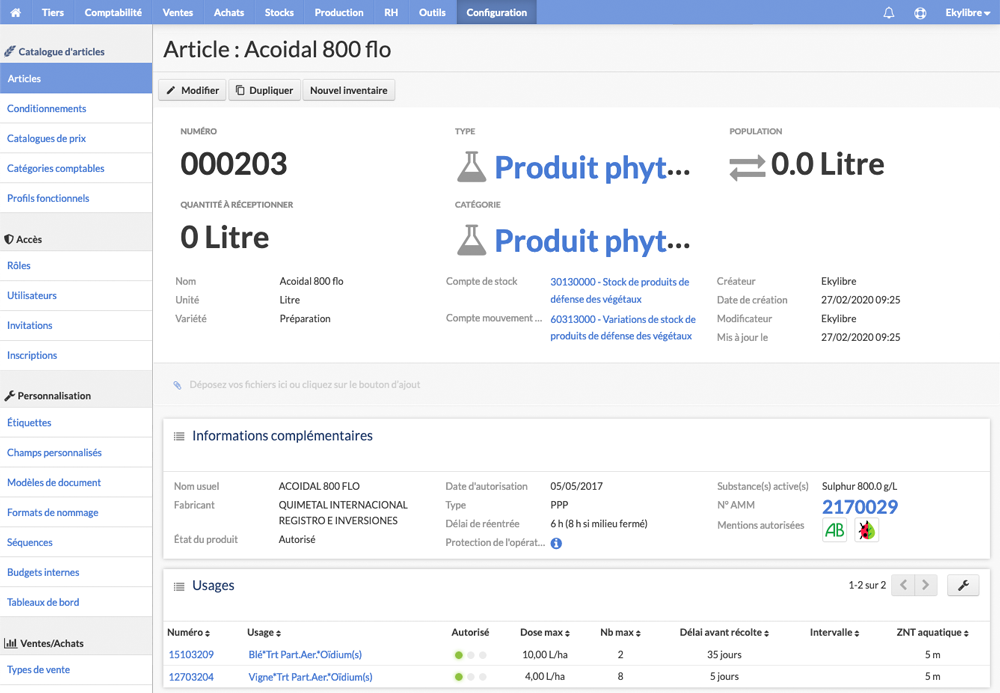 Tiers Comptabilité Ventes Achats Stocks Production RH Outils Configuration Ekylibre
Catalogue d'articles
Articles
Conditionnements
Catalogues de prix
Catégories comptables
Profils fonctionnels
Accès
Rôles
Utilisateurs
Invitations
Inscriptions
Personnalisation
Étiquettes
Champs personnalisés
Modèles de document
Formats de nommage
Séquences
Budgets internes
Tableaux de bord
Ventes/Achats
Types de vente
Article : Acoidal 800 flo
Modifier Dupliquer Nouvel inventaire
NUMÉRO TYPE POPULATION
000203 Produit phyt... 0.0 Litre
QUANTITÉ À RÉCEPTIONNER CATÉGORIE
0 Litre Produit phyt...
Nom Acoidal 800 flo
Unité Litre
Variété Préparation
Compte de stock 30130000 - Stock de produits de
défense des végétaux
Compte mouvement ... 60313000 - Variations de stock de
produits de défense des végétaux
Créateur Ekylibre
Date de création 27/02/2020 09:25
Modificateur Ekylibre
Mis à jour le 27/02/2020 09:25
Déposez vos fichiers ici ou cliquez sur le bouton d'ajout
Informations complémentaires
Nom usuel ACOIDAL 800 FLO
Fabricant QUIMETAL INTERNACIONAL
REGISTRO E INVERSIONES
État du produit Autorisé
Date d'autorisation 05/05/2017
Type PPP
Délai de réentrée 6 h (8 h si milieu fermé)
Protection de l'opérat...
Substance(s) active(s) Sulphur 800.0 g/L
N° AMM 2170029
Mentions autorisées AB
Usages 1-2 sur 2
Numéro Usage Autorisé Dose max Nb max Délai avant récolte Intervalle ZNT aquatique
15103209 Blé*Trt Part.Aer.*Oïdium(s) 10,00 L/ha 2 35 jours 5 m
12703204 Vigne*Trt Part.Aer.*Oïdium(s) 4,00 L/ha 8 5 jours 5 m